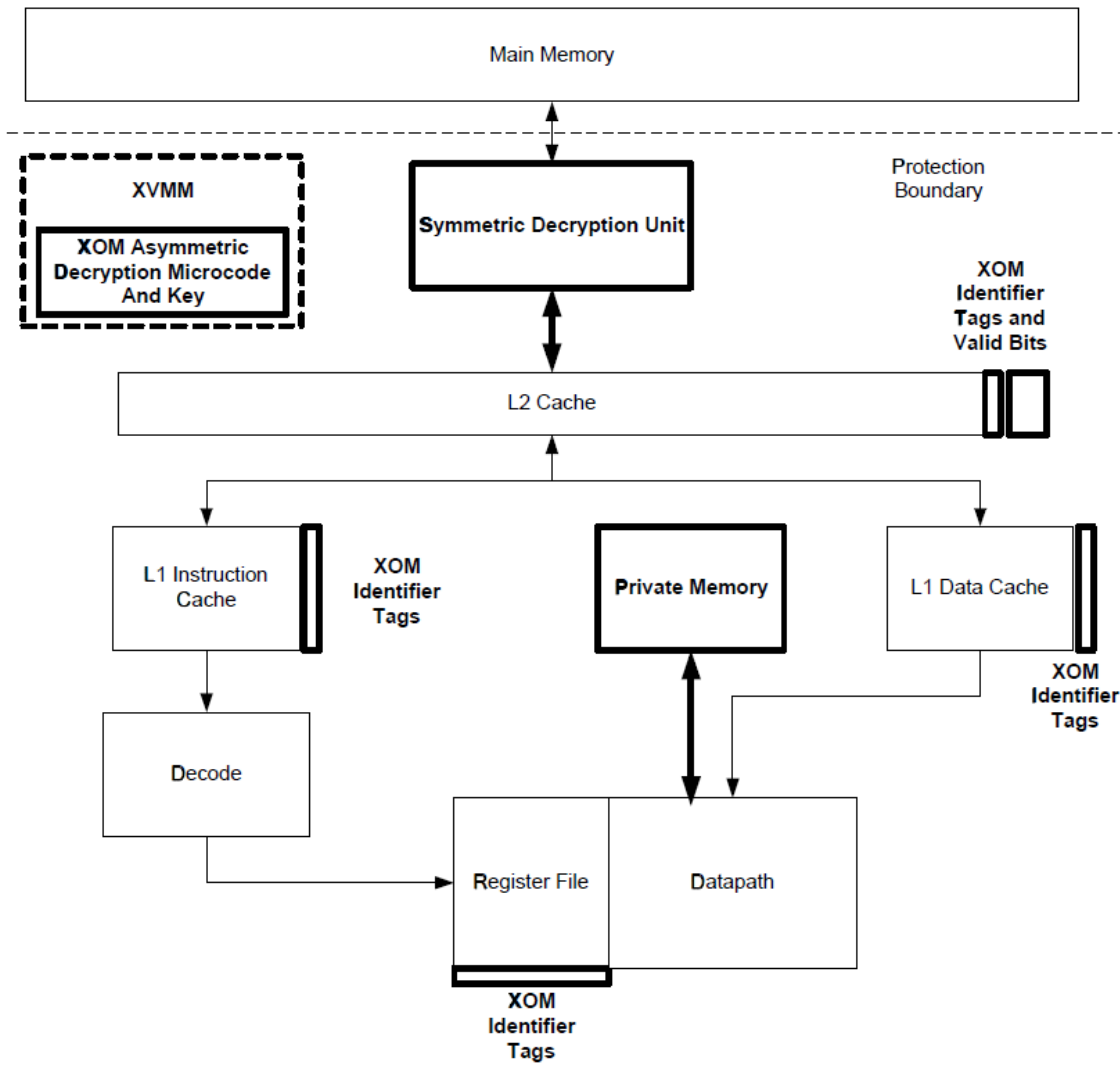 Main Memory
Protection
Boundary
XVMM
XOM Asymmetric
Decryption Microcode
And Key
Symmetric Decryption Unit
XOM
Identifier
Tags and
Valid Bits
L2 Cache
L1 Instruction
Cache
XOM
Identifier
Tags
Private Memory
L1 Data Cache
XOM
Identifier
Tags
Decode
Register File
Datapath
XOM
Identifier
Tags